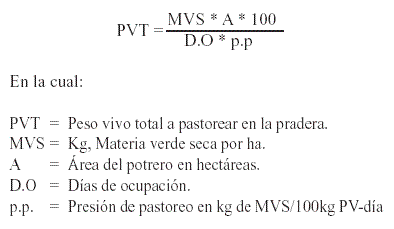 PVT = MVS * A * 100
D.O * p.p
En la cual:
PVT = Peso vivo total a pastorear en la pradera.
MVS = Kg, Materia verde seca por ha.
A = Área del potrero en hectáreas.
D.O = Días de ocupación.
p.p. = Presión de pastoreo en kg de MVS/100kg PV-día